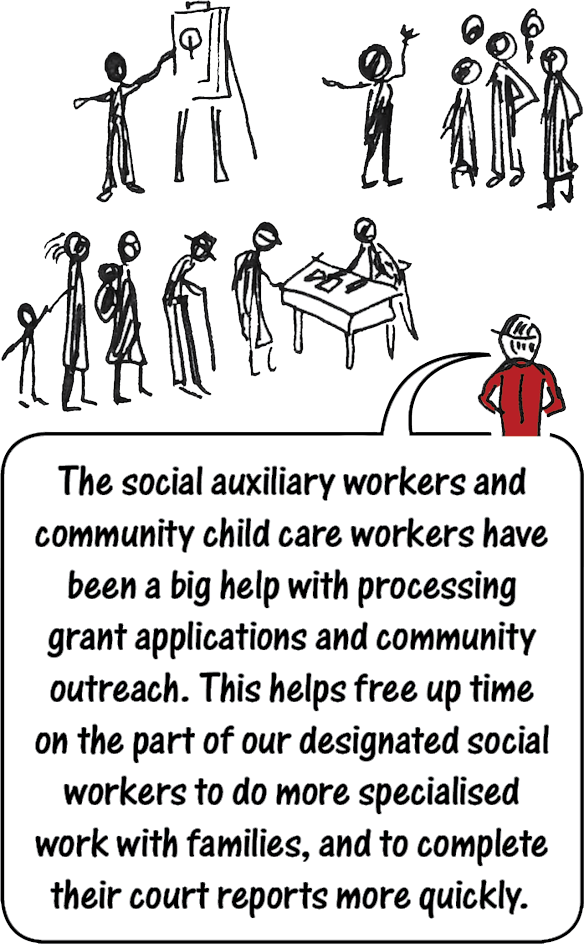 The social auxiliary workers and
community child care workers have
been a big help with processing
grant applications and community
outreach. This helps free up time
on the part of our designated social
workers to do more specialised
work with families, and to complete
their court reports more quickly.